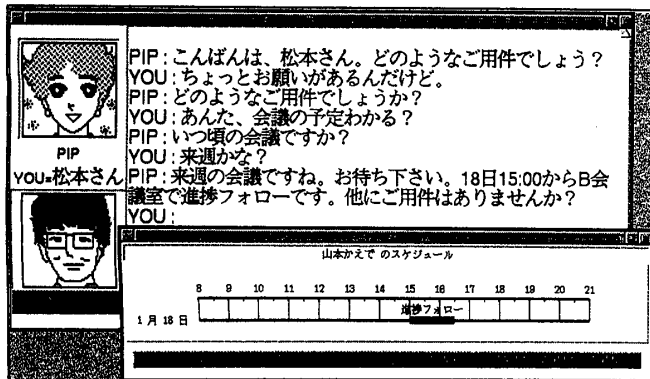 PIP : こんばんは、松本さん。どのようなご用件でしょう？
YOU : ちょっとお願いがあるんだけど。
PIP : どのようなご用件でしょうか？
YOU : あんた、会議の予定わかる？
PIP : いつ頃の会議ですか？
YOU : 来週かな？
PIP : 来週の会議ですね。お待ち下さい。18日15:00からB会
議室で進捗フォローです。他にご用件はありませんか？
YOU :
PIP
YOU=松本さん
山本かえで のスケジュール
8 9 10 11 12 13 14 15 16 17 18 19 20 21
進捗フォロー
1 月 18 日